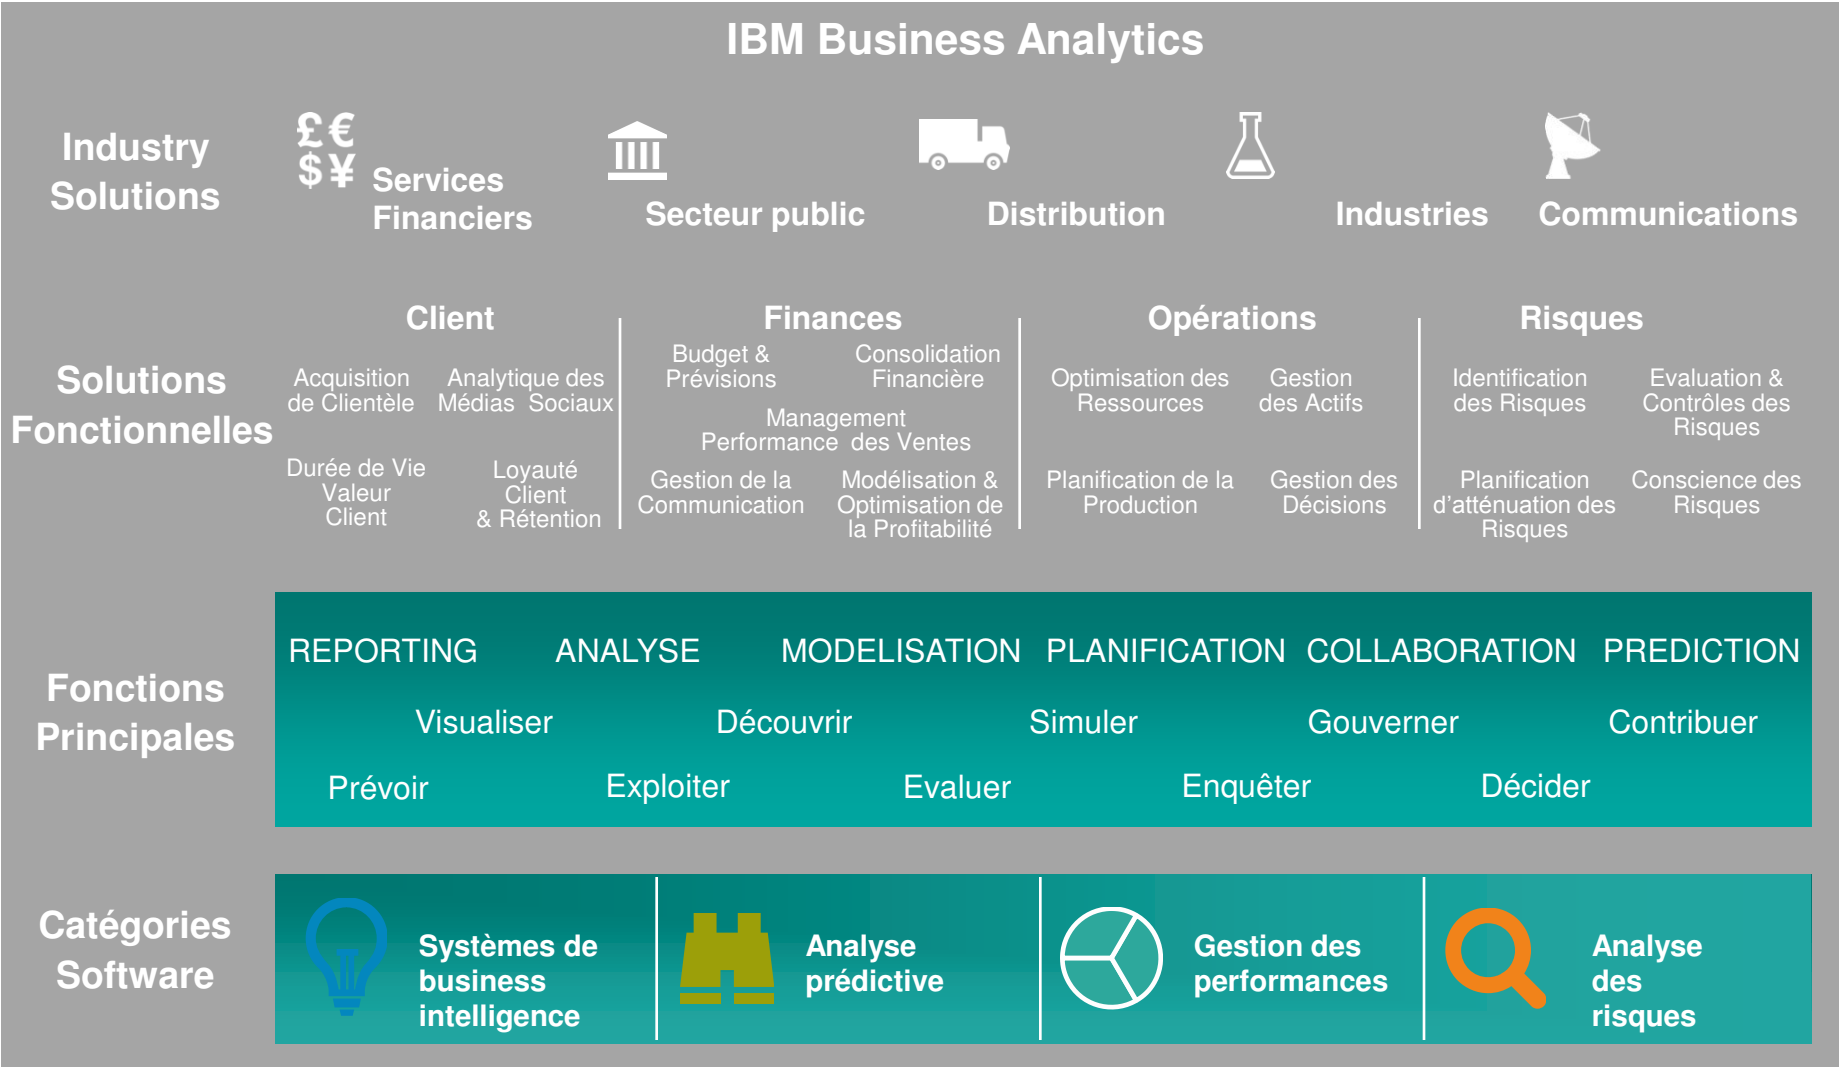 IBM Business Analytics
Industry
Solutions
£€
$¥
Services
Financiers
Secteur public
Distribution
Industries
Communications
Solutions
Fonctionnelles
Client
Acquisition
de Clientèle
Analytique des
Médias Sociaux
Durée de Vie
Valeur
Client
Loyauté
Client
& Rétention
Finances
Budget &
Prévisions
Consolidation
Financière
Management
Performance des Ventes
Gestion de la
Communication
Modélisation &
Optimisation de
la Profitabilité
Opérations
Optimisation des
Ressources
Gestion
des Actifs
Planification de la
Production
Gestion des
Décisions
Risques
Identification
des Risques
Evaluation &
Contrôles des
Risques
Planification
d'atténuation des
Risques
Conscience des
Risques
Fonctions
Principales
REPORTING ANALYSE MODELISATION PLANIFICATION COLLABORATION PREDICTION
Visualiser Découvrir Simuler Gouverner Contribuer
Prévoir Exploiter Evaluer Enquêter Décider
Catégories
Software
Systèmes de
business
intelligence
Analyse
prédictive
Gestion des
performances
Analyse
des
risques